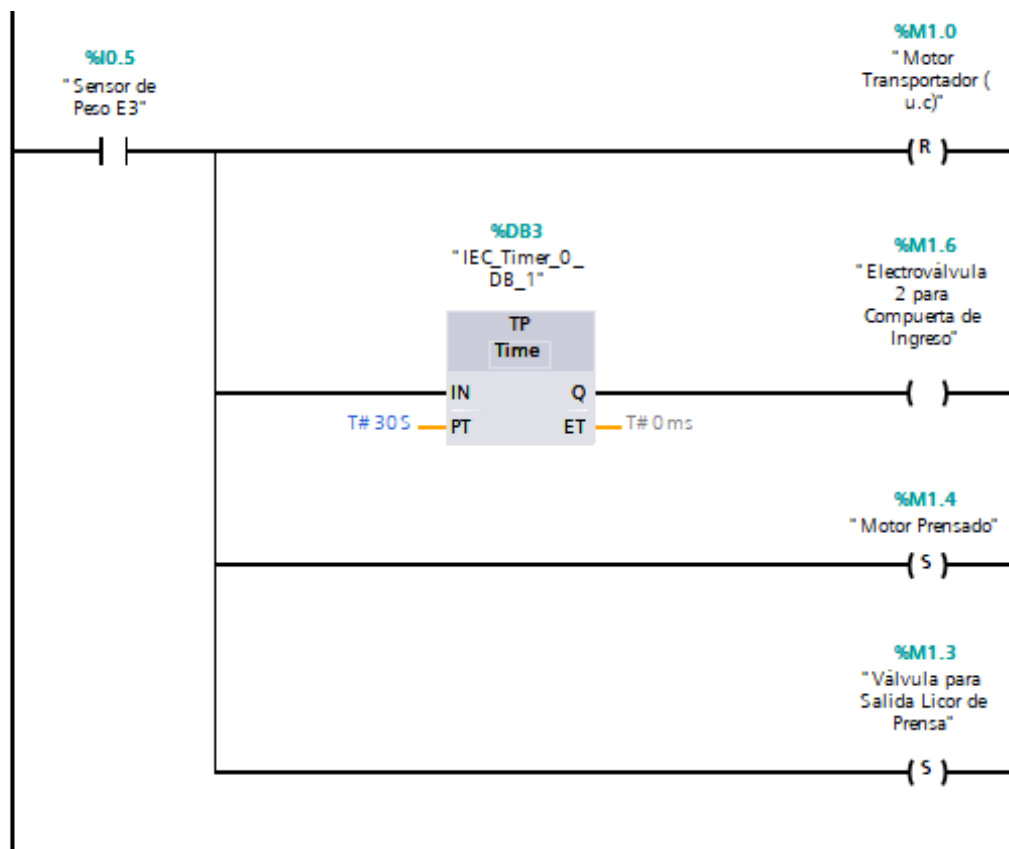 %I0.5
"Sensor de
Peso E3"
%M1.0
"Motor
Transportador (
u.c)"
R
%DB3
"IEC_Timer_0_
DB_1"
TP
Time
IN
Q
T#30S
PT
ET
T#0ms
%M1.6
"Electroválvula
2 para
Compuerta de
Ingreso"
%M1.4
"Motor Prensado"
S
%M1.3
"Válvula para
Salida Licor de
Prensa"
S